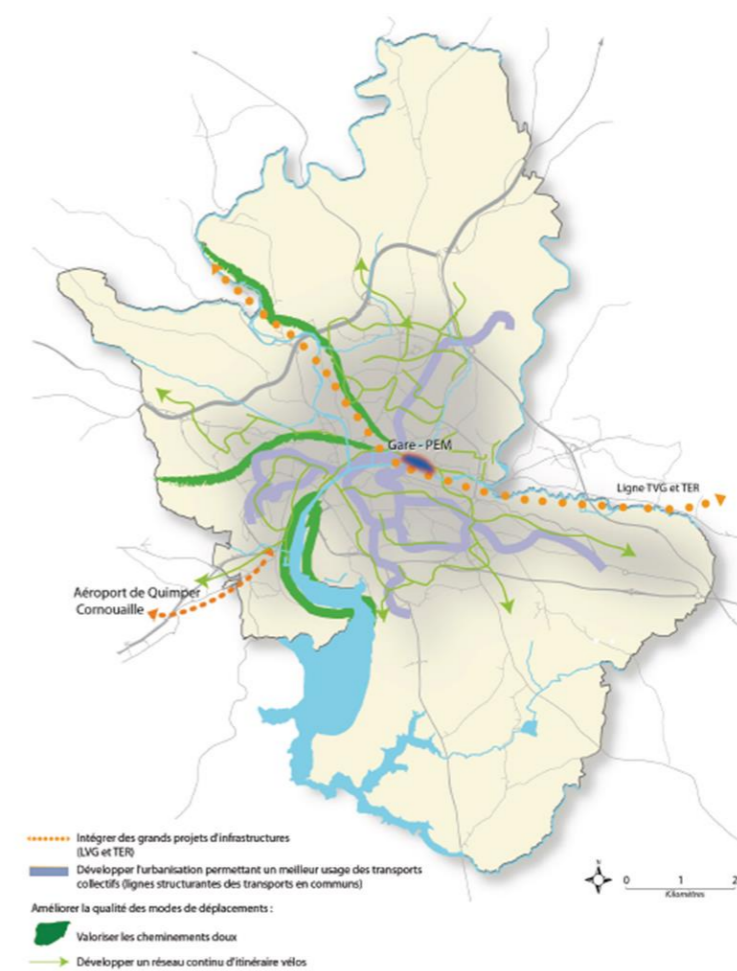 Gare - PEM
Ligne TVG et TER
Aéroport de Quimper
Cornouaille
Intégrer des grands projets d'infrastructures
(LVG et TER)
Développer l'urbanisation permettant un meilleur usage des transports
collectifs (lignes structurantes des transports en communs)
Améliorer la qualité des modes de déplacements :
Valoriser les cheminements doux
Développer un réseau continu d'itinéraire vélos
N
0 1 2
Kilomètres